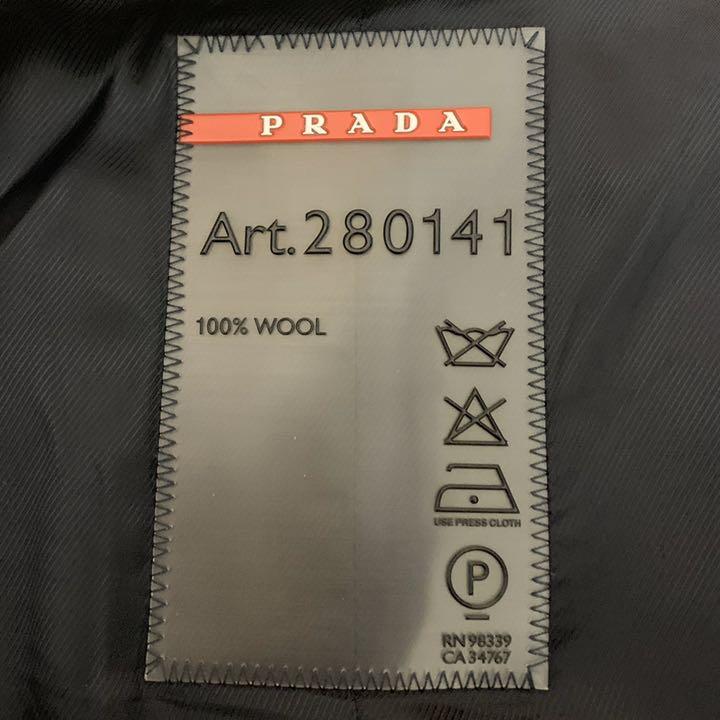 PRADA
Art.280141
100% WOOL
USE PRESS CLOTH
P
RN 98339
CA 34767